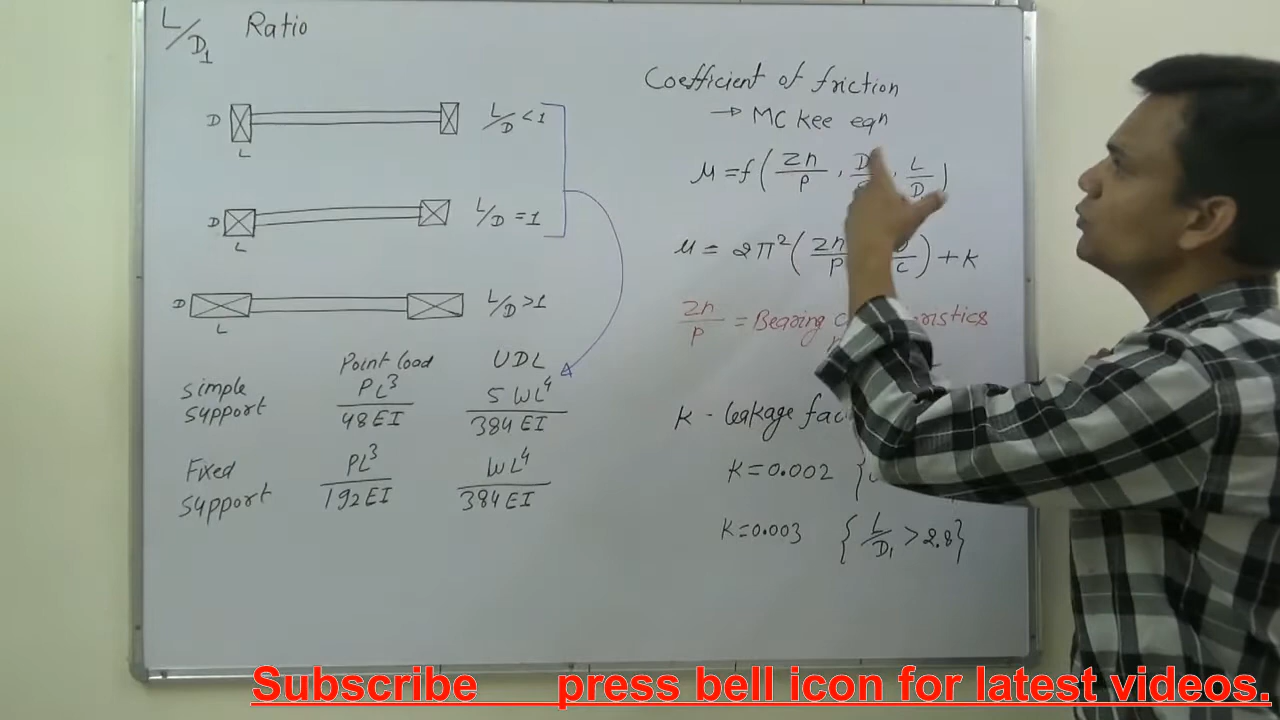 L/D1 Ratio
D
L
L/D < 1
D
L
L/D = 1
D
L
L/D > 1
Point load UDL
Simple support PL³/48EI 5WL⁴/384EI
Fixed support PL³/192EI WL⁴/384EI
Coefficient of friction
→ MC Kee eqn
μ = f(Zn/P, D, L/D)
μ = 2π²(Zn/P /c) + K
Zn/P = Bearing
K - leakage
K = 0.002 {
K = 0.003 {L/D1 > 2.8}
Subscribe press bell icon for latest videos.